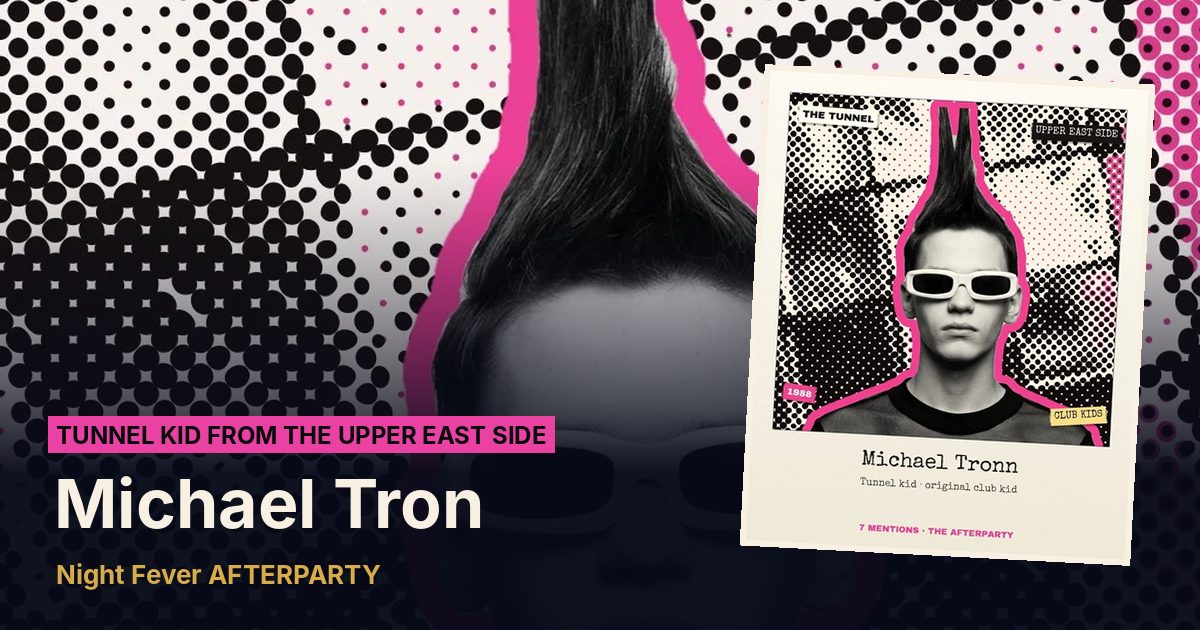 TUNNEL KID FROM THE UPPER EAST SIDE
Michael Tron
Night Fever AFTERPARTY
THE TUNNEL
UPPER EAST SIDE
1988
CLUB KIDS
Michael Tronn
Tunnel kid · original club kid
7 MENTIONS · THE AFTERPARTY